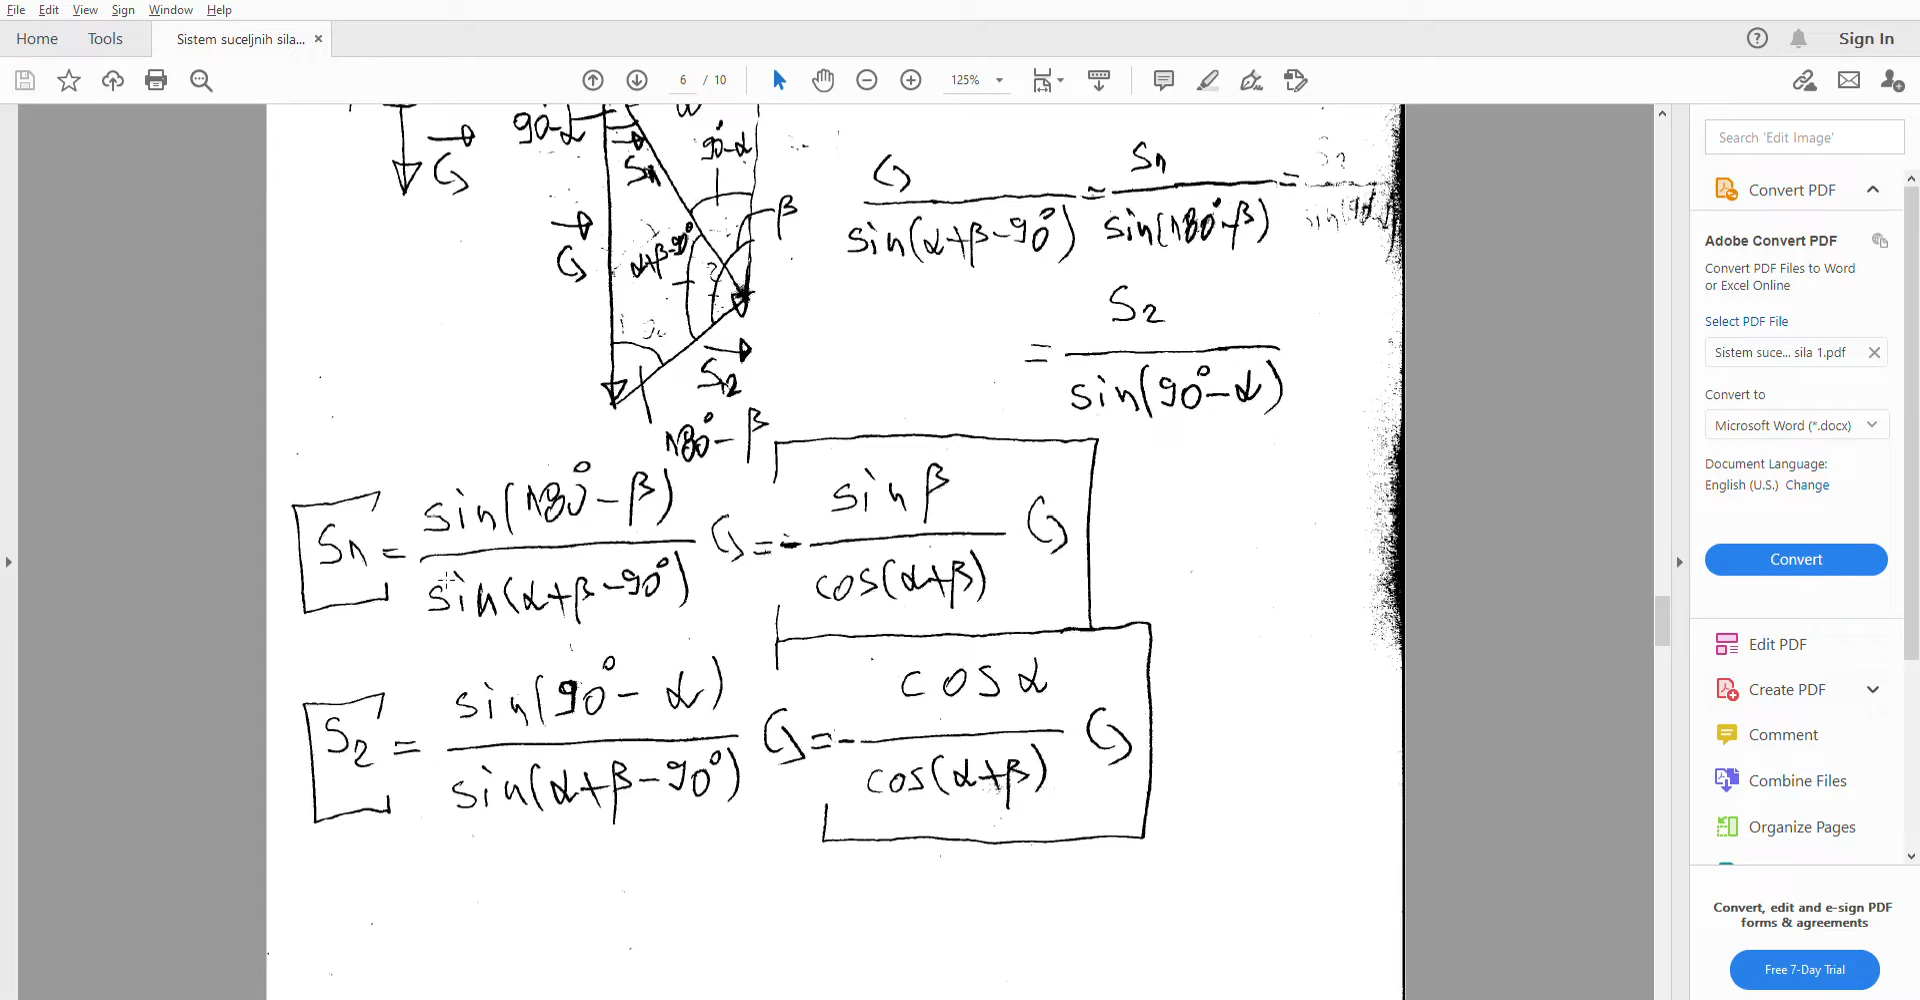 File Edit View Sign Window Help
Home Tools Sistem suceljnih sila... × Sign In
6 / 10 125%
90-α
90°-α
G
S1
β
G
α+β-90°
S2
180°-β
G/sin(α+β-90°) = S1/sin(180°-β) =
= S2/sin(90°-α)
S1 = sin(180°-β)/sin(α+β-90°) G = - sin β/cos(α+β) G
S2 = sin(90°-α)/sin(α+β-90°) G = - cos α/cos(α+β) G
Search 'Edit Image'
Convert PDF
Adobe Convert PDF
Convert PDF Files to Word
or Excel Online
Select PDF File
Sistem suce... sila 1.pdf ×
Convert to
Microsoft Word (*.docx)
Document Language:
English (U.S.) Change
Convert
Edit PDF
Create PDF
Comment
Combine Files
Organize Pages
Convert, edit and e-sign PDF
forms & agreements
Free 7-Day Trial